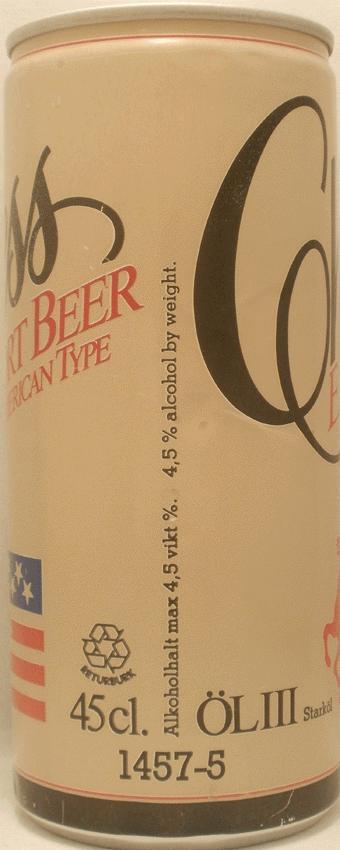 ss
RT BEER
ERICAN TYPE
Alkoholhalt max 4,5 vikt %. 4,5 % alcohol by weight.
RETURBURK
45cl.
ÖL III Starköl
1457-5